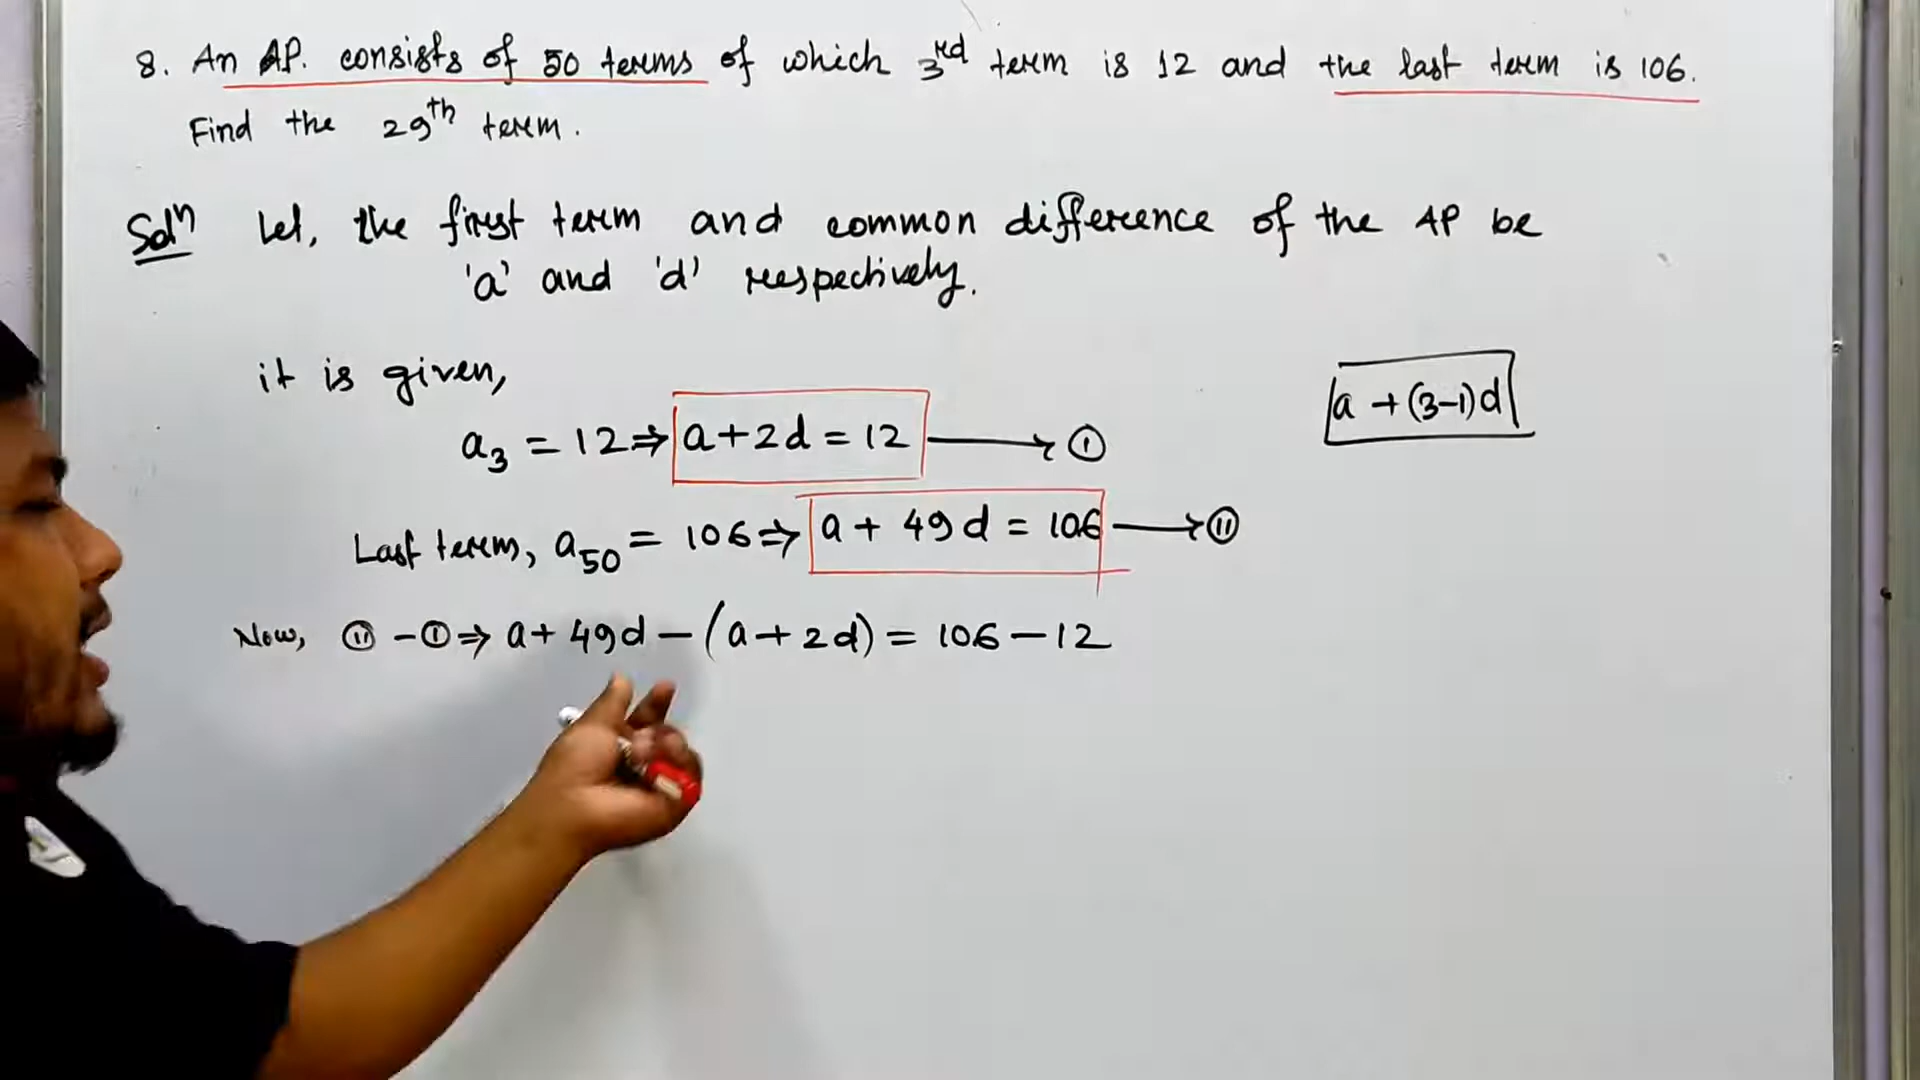 8. An AP. consists of 50 terms of which 3rd term is 12 and the last term is 106.
Find the 29th term.
Solⁿ Let, the first term and common difference of the AP be
'a' and 'd' respectively.
it is given,
a₃ = 12 ⇒ a + 2d = 12 ⟶ ①
a + (3-1)d
Last term, a₅₀ = 106 ⇒ a + 49d = 106 ⟶ ⑪
Now, ⑪ - ① ⇒ a + 49d - (a + 2d) = 106 - 12